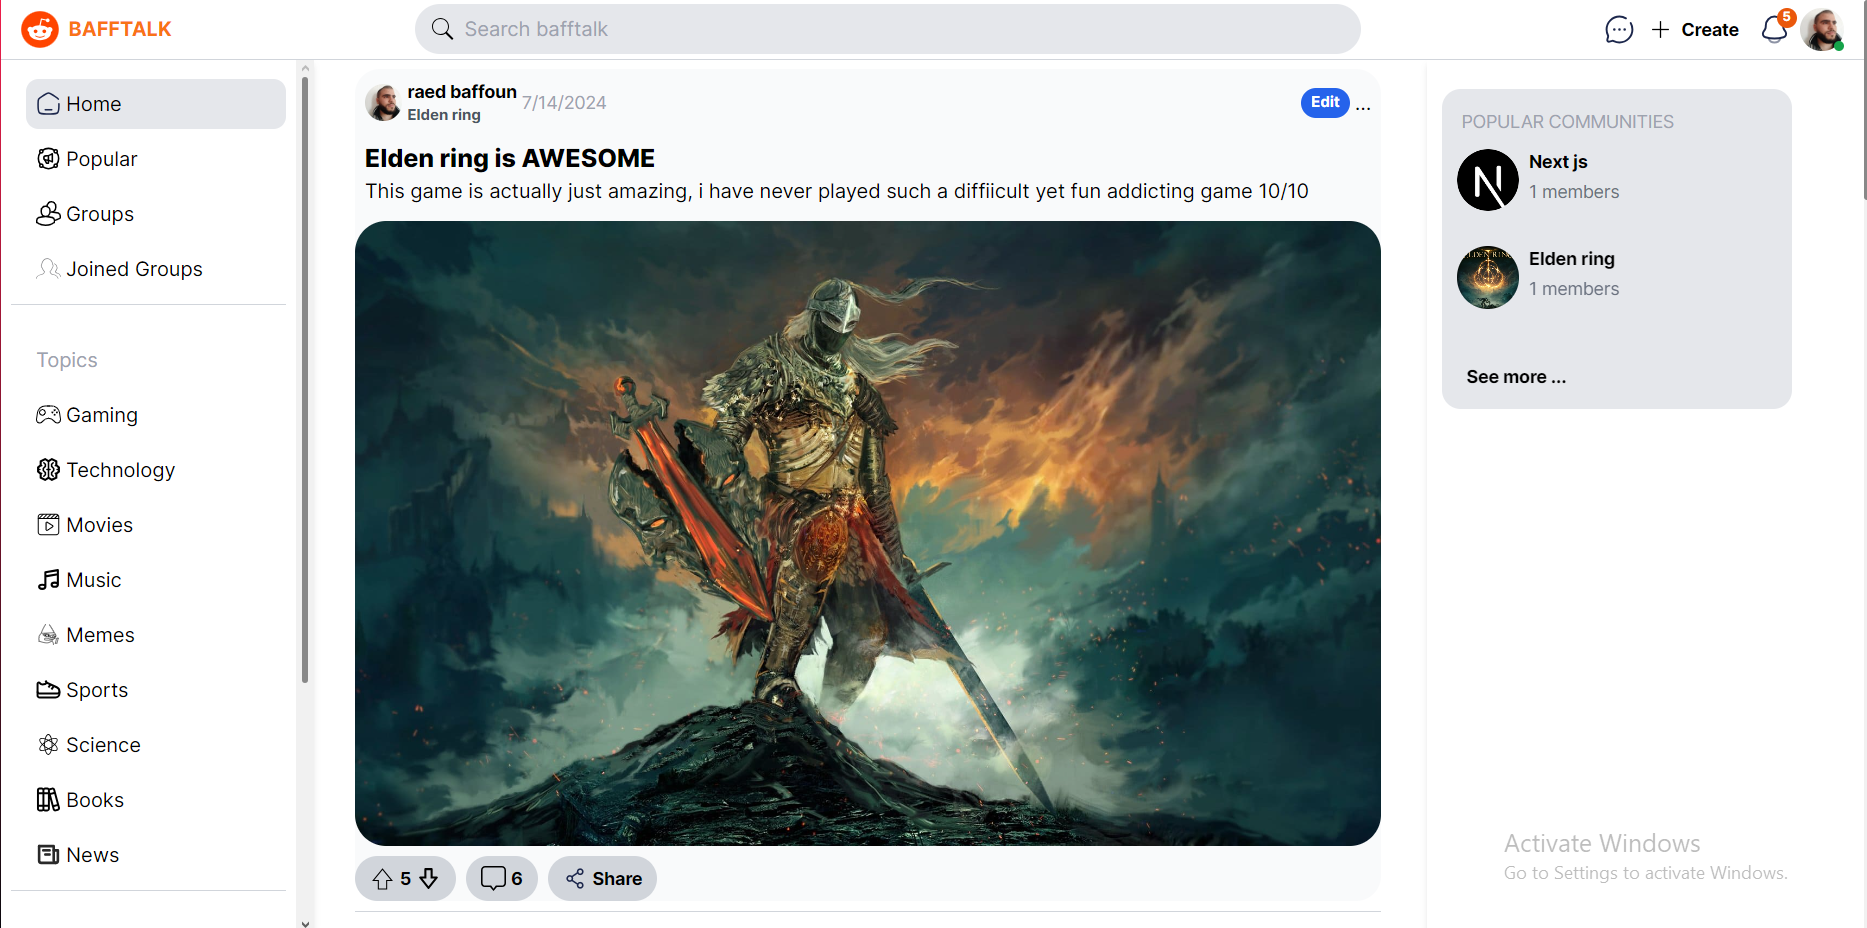 BAFFTALK
Search bafftalk
Create
5
Home
Popular
Groups
Joined Groups
Topics
Gaming
Technology
Movies
Music
Memes
Sports
Science
Books
News
raed baffoun
7/14/2024
Elden ring
Edit
...
Elden ring is AWESOME
This game is actually just amazing, i have never played such a diffiicult yet fun addicting game 10/10
5
6
Share
POPULAR COMMUNITIES
N
Next js
1 members
ELDEN RING
Elden ring
1 members
See more ...
Activate Windows
Go to Settings to activate Windows.